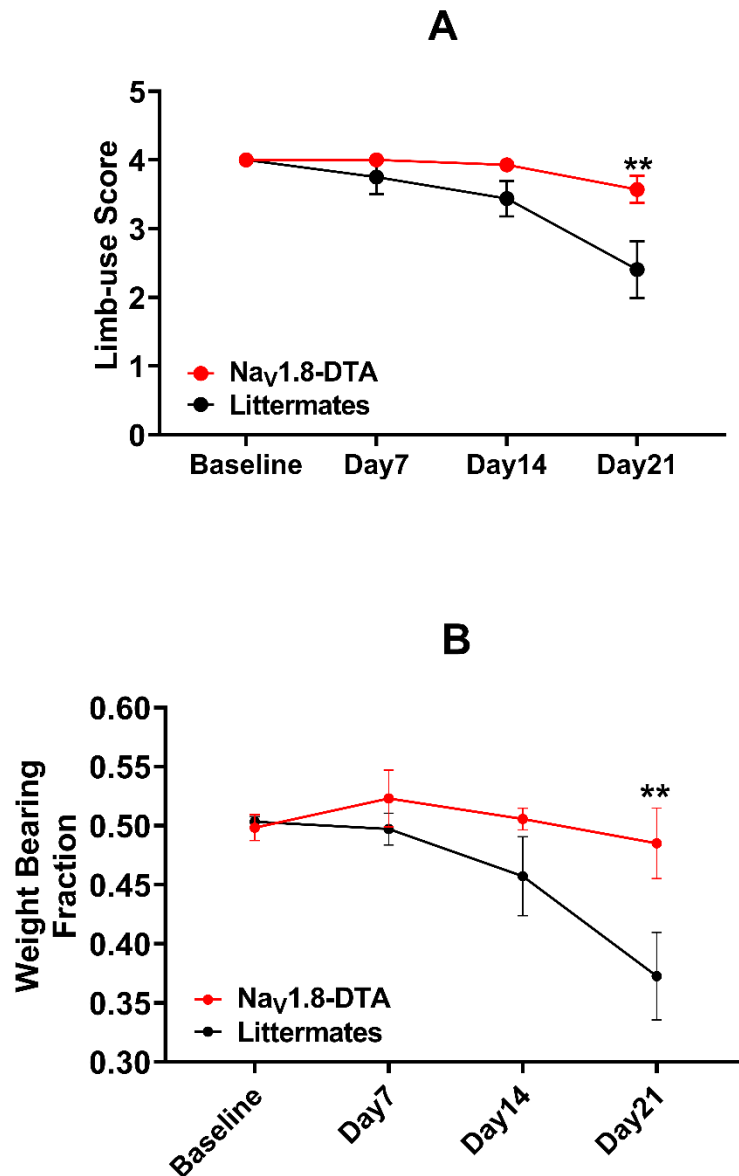 A
Limb-use Score
5
4
3
2
1
0
**
NaV1.8-DTA
Littermates
Baseline Day7 Day14 Day21
B
Weight Bearing
Fraction
0.60
0.55
0.50
0.45
0.40
0.35
0.30
**
NaV1.8-DTA
Littermates
Baseline Day7 Day14 Day21